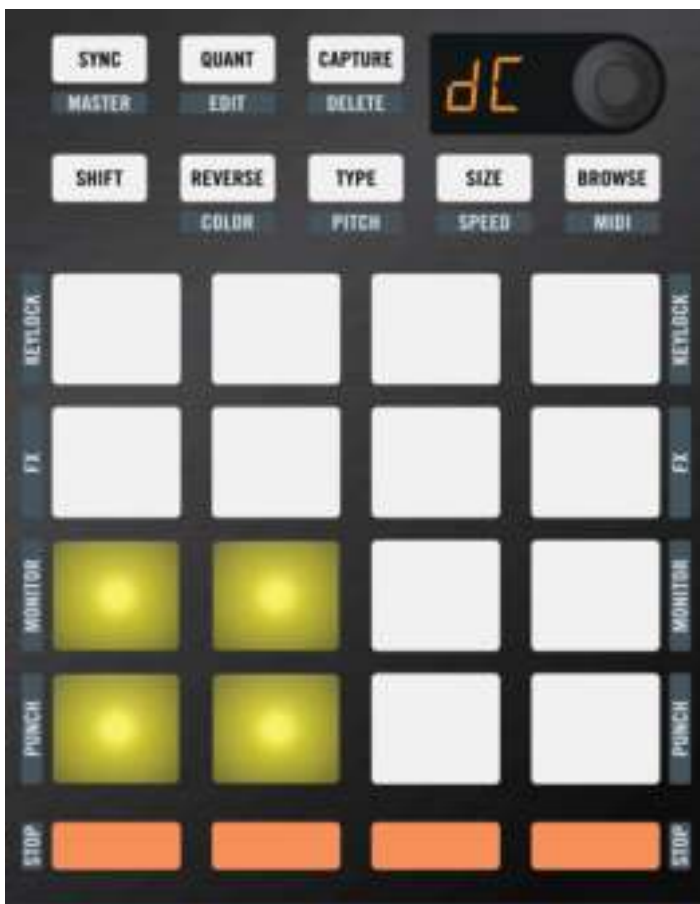 SYNC QUANT CAPTURE
MASTER EDIT DELETE
dC
SHIFT REVERSE TYPE SIZE BROWSE
COLOR PITCH SPEED MIDI
KEYLOCK KEYLOCK
FX FX
MONITOR MONITOR
PUNCH PUNCH
STOP STOP